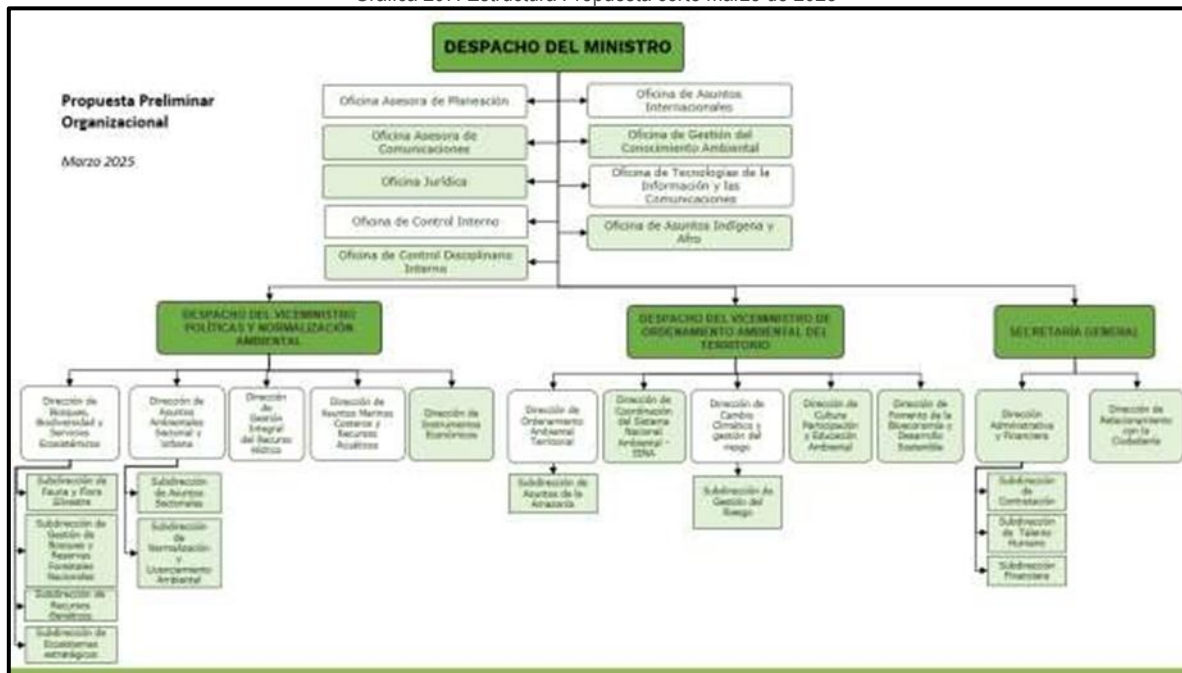 DESPACHO DEL MINISTRO
Propuesta Preliminar
Organizacional
Marzo 2025
Oficina Asesora de Planeación
Oficina de Asuntos
Internacionales
Oficina Asesora de
Comunicaciones
Oficina de Gestión del
Conocimiento Ambiental
Oficina Jurídica
Oficina de Tecnologías de la
Información y las
Comunicaciones
Oficina de Control Interno
Oficina de Asuntos Indígena y
Afro
Oficina de Control Disciplinario
Interno
DESPACHO DEL VICEMINISTRO
POLÍTICAS Y NORMALIZACIÓN
AMBIENTAL
DESPACHO DEL VICEMINISTRO DE
ORDENAMIENTO AMBIENTAL DEL
TERRITORIO
SECRETARÍA GENERAL
Dirección de
Bosques,
Biodiversidad y
Servicios
Ecosistémicos
Dirección de
Asuntos
Ambientales
Sectorial y
Urbana
Dirección
de
Gestión
Integral
del Recurso
Hídrico
Dirección de
Asuntos Marinos
Costeros y
Recursos
Acuáticos
Dirección de
Instrumentos
Económicos
Dirección de
Ordenamiento
Ambiental
Territorial
Dirección de
Coordinación
del Sistema
Nacional
Ambiental -
SINA
Dirección de
Cambio
Climático y
gestión del
riesgo
Dirección de
Cultura
Participación y
Educación
Ambiental
Dirección de
Fomento de la
Bioeconomía y
Desarrollo
Sostenible
Dirección
Administrativa
y Financiera
Dirección de
Relacionamiento
con la
Ciudadanía
Subdirección de
Fauna y Flora
Silvestre
Subdirección de
Gestión de
Bosques y
Reservas
Forestales
Nacionales
Subdirección de
Recursos
Genéticos
Subdirección de
Ecosistemas
estratégicos
Subdirección
de Asuntos
Sectoriales
Subdirección
de
Normalización
y
Licenciamiento
Ambiental
Subdirección de
Asuntos de la
Amazonía
Subdirección de
Gestión del
Riesgo
Subdirección
de
Contratación
Subdirección
de Talento
Humano
Subdirección
Financiera